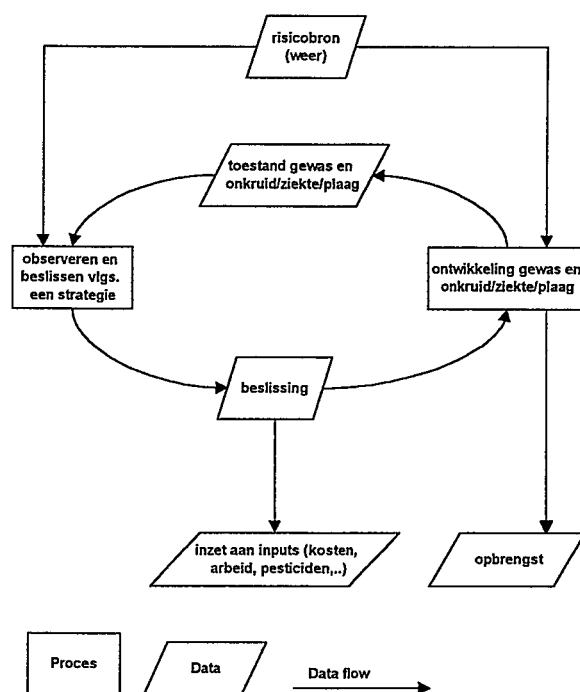 risicobron
(weer)
toestand gewas en
onkruid/ziekte/plaag
observeren en
beslissen vlgs.
een strategie
ontwikkeling gewas en
onkruid/ziekte/plaag
beslissing
inzet aan inputs (kosten,
arbeid, pesticiden,..)
opbrengst
Proces
Data
Data flow